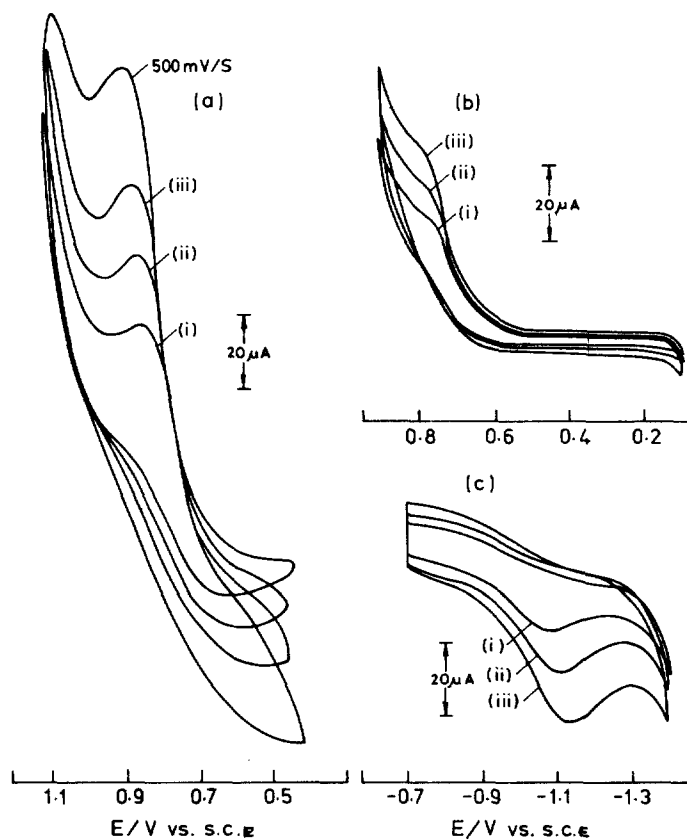 500 mV/S
(a)
(iii)
(ii)
(i)
20 μA
1.1 0.9 0.7 0.5
E/V vs. s.c.e
(b)
(iii)
(ii)
(i)
20 μA
0.8 0.6 0.4 0.2
(c)
(i)
(ii)
(iii)
20 μA
-0.7 -0.9 -1.1 -1.3
E/V vs. s.c.e